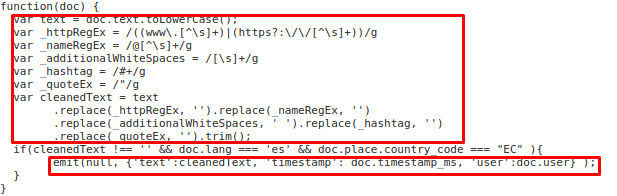 function(doc) {
var text = doc.text.toLowerCase();
var _httpRegEx = /((www\.[^\s]+)|(https?:\/\/[^\s]+))/g
var _nameRegEx = /@[^\s]+/g
var _additionalWhiteSpaces = /[\s]+/g
var _hashtag = /#+/g
var _quoteEx = /"/g
var cleanedText = text
.replace(_httpRegEx, '').replace(_nameRegEx, '')
.replace(_additionalWhiteSpaces, ' ').replace(_hashtag, '')
.replace(_quoteEx, '').trim();
if(cleanedText !== '' && doc.lang === 'es' && doc.place.country_code === "EC" ){
emit(null, {'text':cleanedText, 'timestamp': doc.timestamp_ms, 'user':doc.user} );
}
}